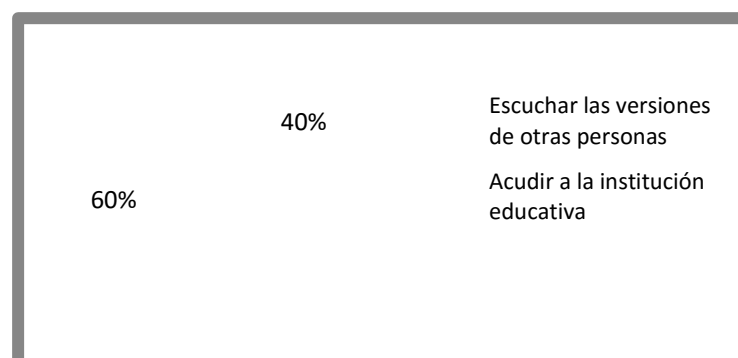 40%
60%
Escuchar las versiones
de otras personas
Acudir a la institución
educativa